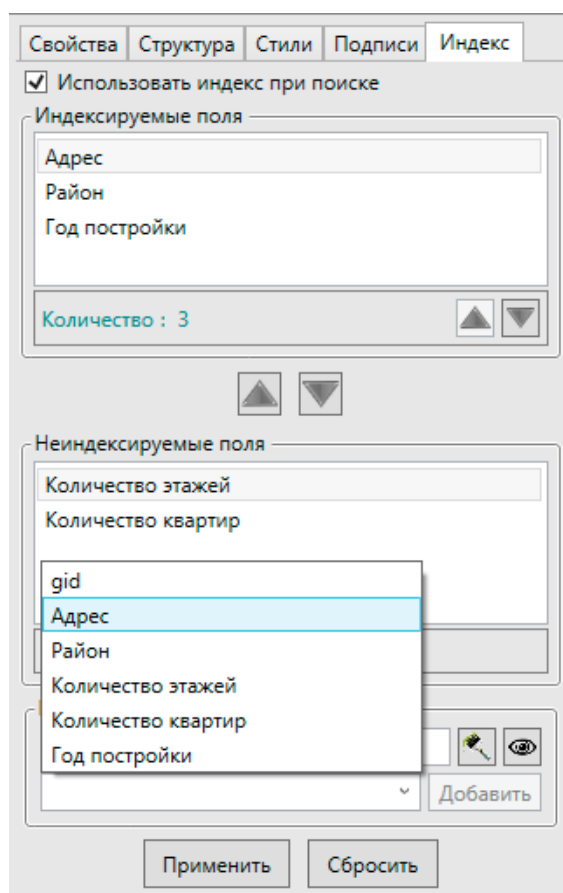 Свойства Структура Стили Подписи Индекс
Использовать индекс при поиске
Индексируемые поля
Адрес
Район
Год постройки
Количество : 3
Неиндексируемые поля
Количество этажей
Количество квартир
gid
Адрес
Район
Количество этажей
Количество квартир
Год постройки
Добавить
Применить Сбросить